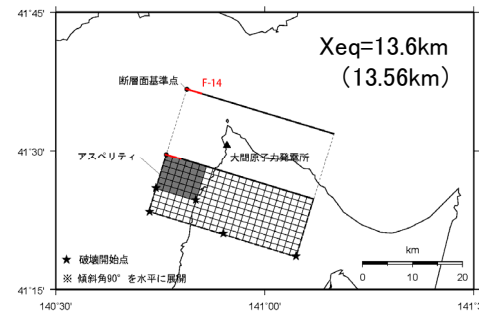 41°45'
Xeq=13.6km
(13.56km)
断層面基準点
F-14
41°30'
アスペリティ
大間原子力発電所
km
★ 破壊開始点
※ 傾斜角90° を水平に展開
0 10 20
41°15'
140°30' 141°00' 141°3